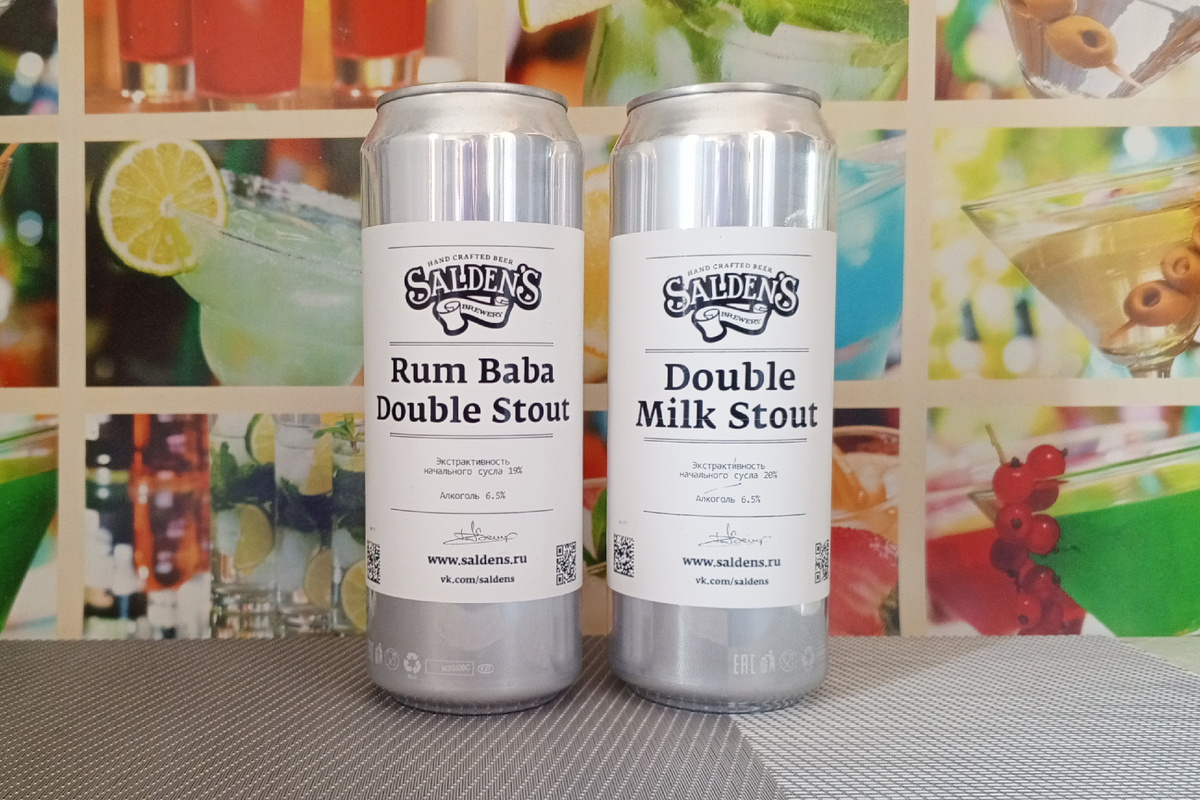 HAND CRAFTED BEER
SALDEN'S
BREWERY
Rum Baba
Double Stout
Экстрактивность
начального сусла 19%
Алкоголь 6.5%
www.saldens.ru
vk.com/saldens
HAND CRAFTED BEER
SALDEN'S
BREWERY
Double
Milk Stout
Экстрактивность
начального сусла 20%
Алкоголь 6.5%
www.saldens.ru
vk.com/saldens
EAC